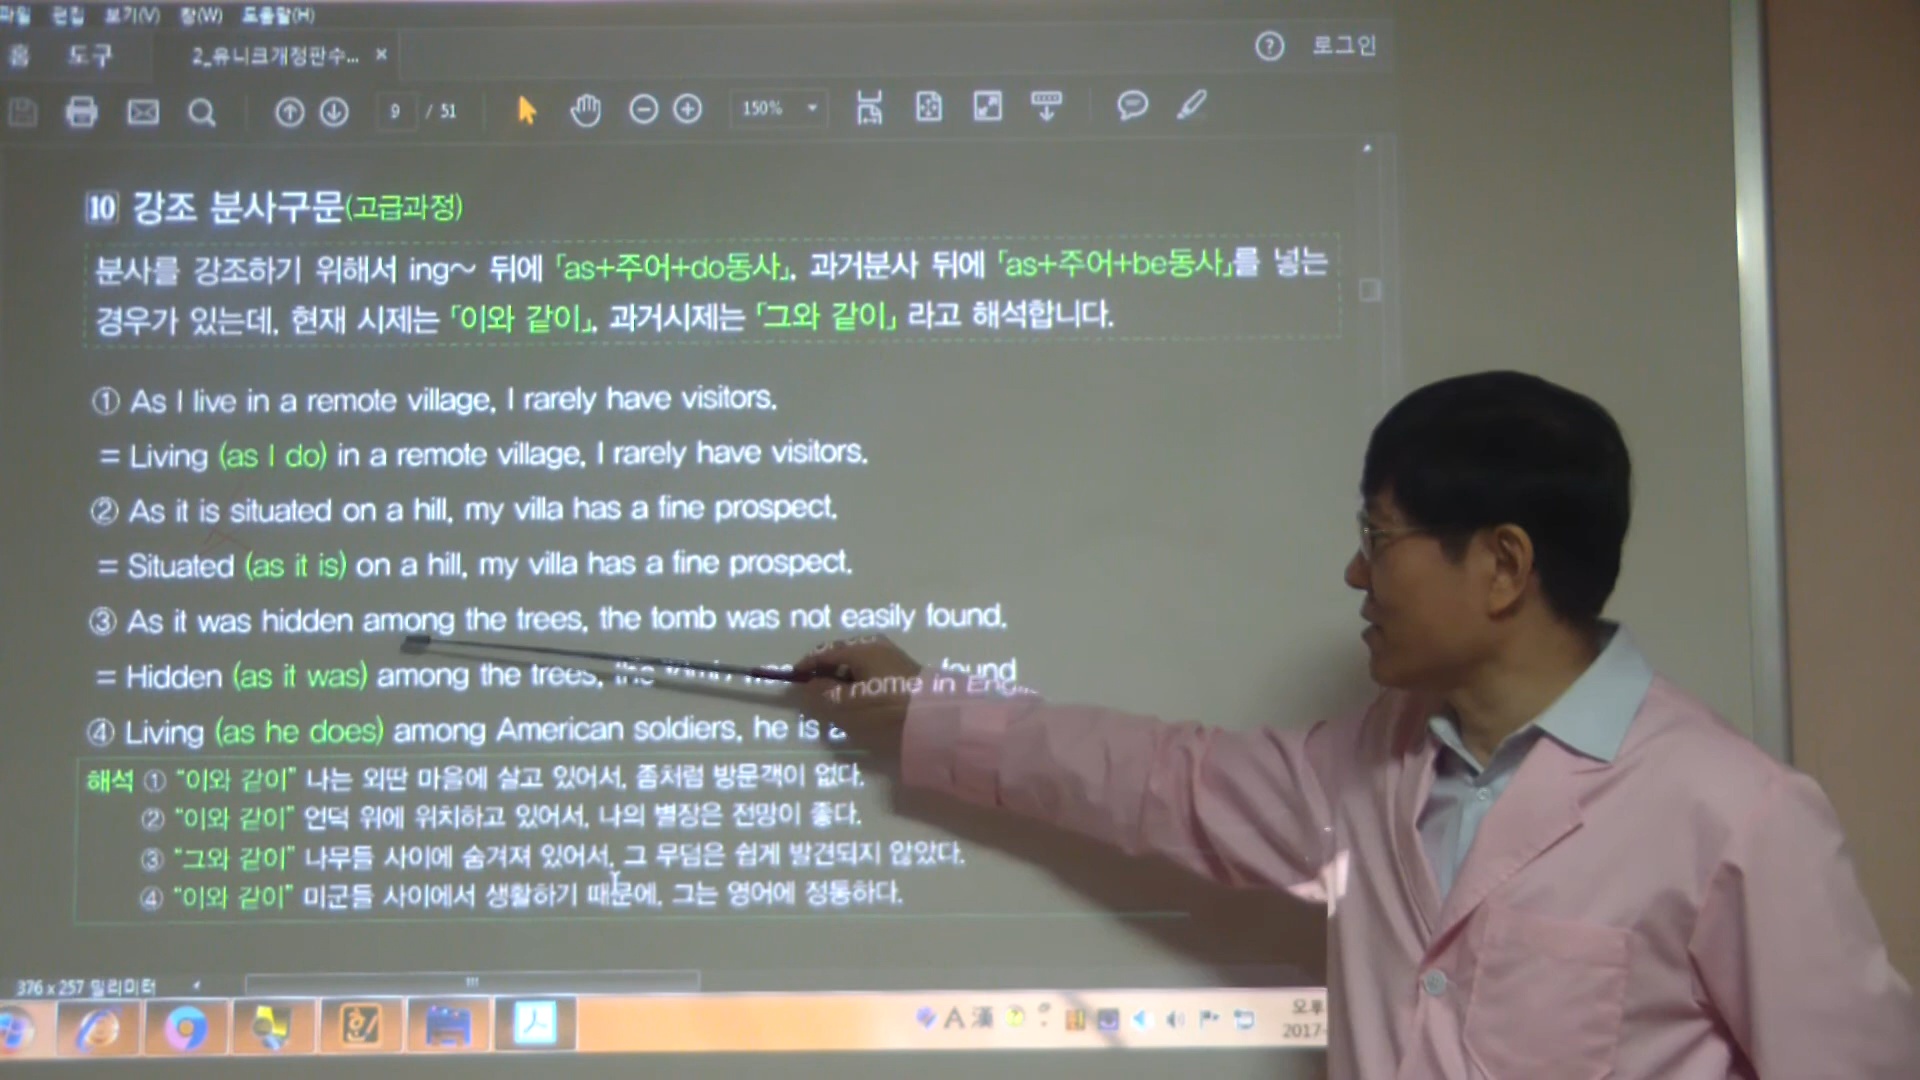 파일 편집 보기(V) 창(W) 도움말(H)
홈 도구 2_유니크개정판수... × ? 로그인
9 / 51 150%
10 강조 분사구문(고급과정)
분사를 강조하기 위해서 ing~ 뒤에 「as+주어+do동사」, 과거분사 뒤에 「as+주어+be동사」를 넣는
경우가 있는데, 현재 시제는 「이와 같이」, 과거시제는 「그와 같이」 라고 해석합니다.
① As I live in a remote village, I rarely have visitors.
= Living (as I do) in a remote village, I rarely have visitors.
② As it is situated on a hill, my villa has a fine prospect.
= Situated (as it is) on a hill, my villa has a fine prospect.
③ As it was hidden among the trees, the tomb was not easily found.
= Hidden (as it was) among the trees, the tomb was found
④ Living (as he does) among American soldiers, he is at home in Engli
해석 ① “이와 같이” 나는 외딴 마을에 살고 있어서, 좀처럼 방문객이 없다.
② “이와 같이” 언덕 위에 위치하고 있어서, 나의 별장은 전망이 좋다.
③ “그와 같이” 나무들 사이에 숨겨져 있어서, 그 무덤은 쉽게 발견되지 않았다.
④ “이와 같이” 미군들 사이에서 생활하기 때문에, 그는 영어에 정통하다.
376 x 257 밀리미터
한/ A 漢 오후
2017-